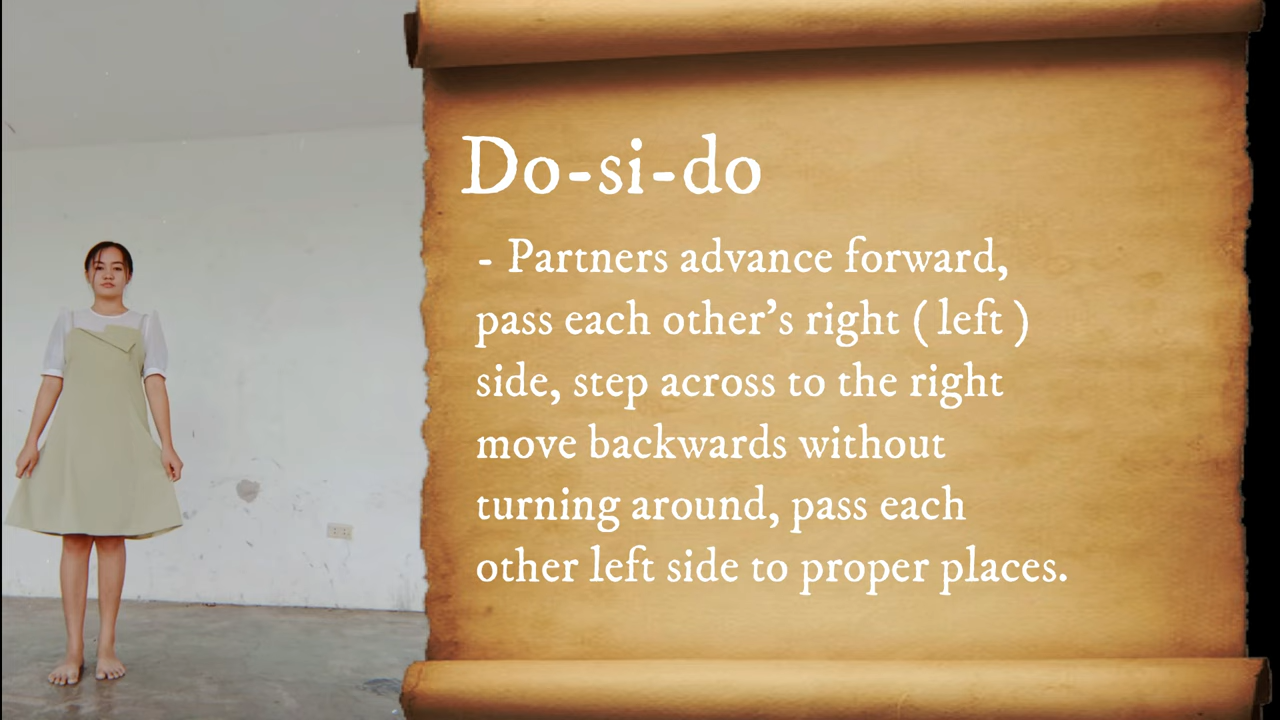 Do-si-do
- Partners advance forward,
pass each other's right ( left )
side, step across to the right
move backwards without
turning around, pass each
other left side to proper places.